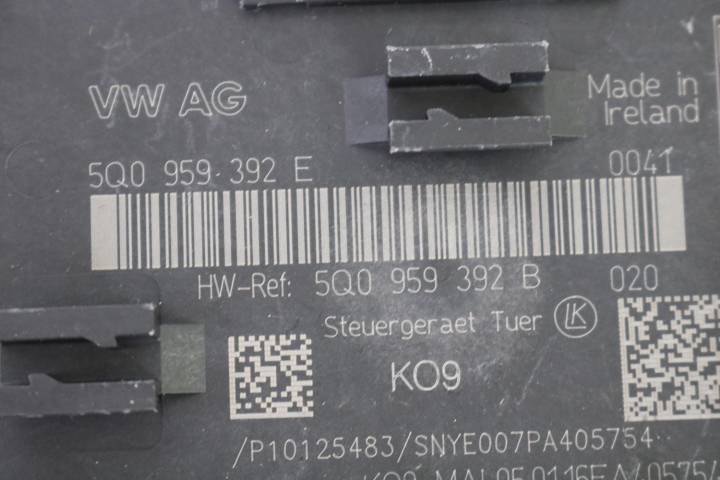 VW AG
Made in
Ireland
5Q0 959 392 E 0041
HW-Ref: 5Q0 959 392 B 020
Steuergeraet Tuer LK
KO9
/P10125483/SNYE007PA405754